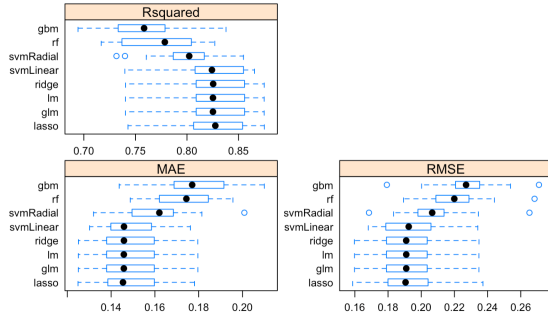 Rsquared
gbm
rf
svmRadial
svmLinear
ridge
lm
glm
lasso
0.70 0.75 0.80 0.85
MAE
gbm
rf
svmRadial
svmLinear
ridge
lm
glm
lasso
0.14 0.16 0.18 0.20
RMSE
gbm
rf
svmRadial
svmLinear
ridge
lm
glm
lasso
0.16 0.18 0.20 0.22 0.24 0.26